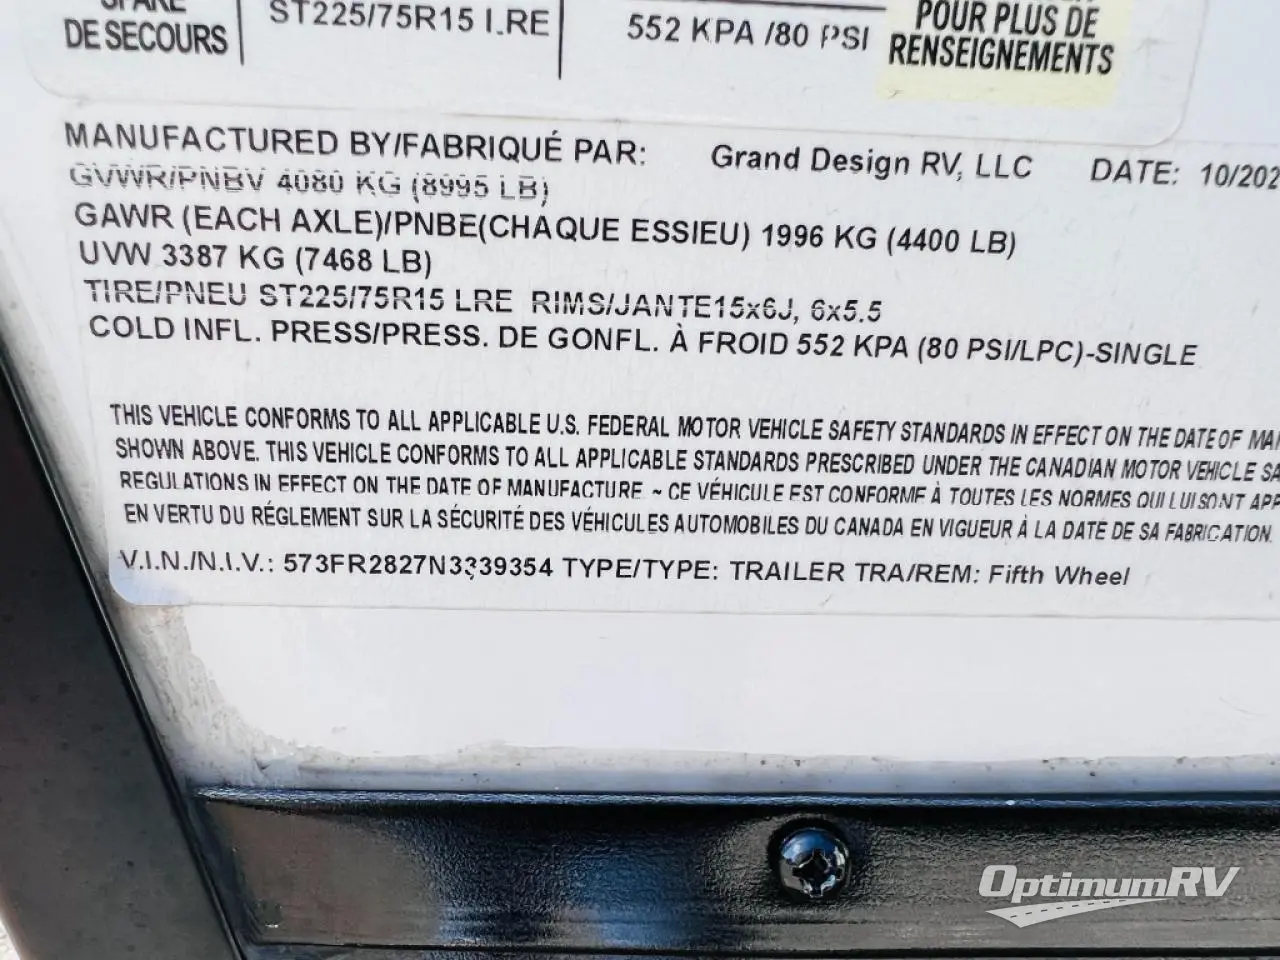 SPARE
DE SECOURS
ST225/75R15 LRE
552 KPA /80 PSI
POUR PLUS DE
RENSEIGNEMENTS
MANUFACTURED BY/FABRIQUÉ PAR: Grand Design RV, LLC DATE: 10/202
GVWR/PNBV 4080 KG (8995 LB)
GAWR (EACH AXLE)/PNBE(CHAQUE ESSIEU) 1996 KG (4400 LB)
UVW 3387 KG (7468 LB)
TIRE/PNEU ST225/75R15 LRE RIMS/JANTE15x6J, 6x5.5
COLD INFL. PRESS/PRESS. DE GONFL. À FROID 552 KPA (80 PSI/LPC)-SINGLE
THIS VEHICLE CONFORMS TO ALL APPLICABLE U.S. FEDERAL MOTOR VEHICLE SAFETY STANDARDS IN EFFECT ON THE DATE OF MAN
SHOWN ABOVE. THIS VEHICLE CONFORMS TO ALL APPLICABLE STANDARDS PRESCRIBED UNDER THE CANADIAN MOTOR VEHICLE SA
REGULATIONS IN EFFECT ON THE DATE OF MANUFACTURE ~ CE VÉHICULE EST CONFORME À TOUTES LES NORMES QUI LUI SONT APP
EN VERTU DU RÉGLEMENT SUR LA SÉCURITÉ DES VÉHICULES AUTOMOBILES DU CANADA EN VIGUEUR À LA DATE DE SA FABRICATION.
V.I.N./N.I.V.: 573FR2827N3339354 TYPE/TYPE: TRAILER TRA/REM: Fifth Wheel
OptimumRV